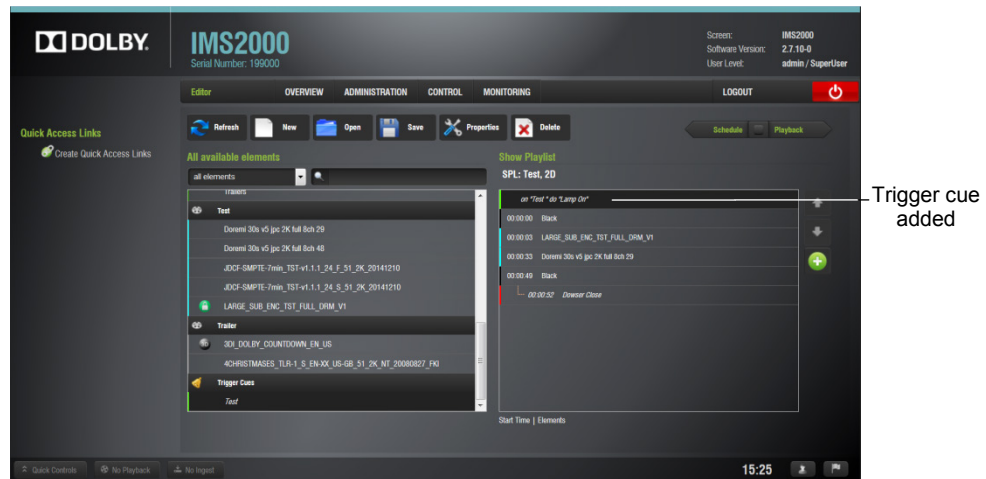 DOLBY.
IMS2000
Serial Number: 199000
Screen: IMS2000
Software Version: 2.7.10-0
User Level: admin / SuperUser
Editor OVERVIEW ADMINISTRATION CONTROL MONITORING LOGOUT
Quick Access Links
Create Quick Access Links
Refresh New Open Save Properties Delete
Schedule Playback
All available elements
all elements
Trailers
Test
Doremi 30s v5 jpc 2K full 8ch 29
Doremi 30s v5 jpc 2K full 8ch 48
JDCF-SMPTE-7min_TST-v1.1.1_24_F_51_2K_20141210
JDCF-SMPTE-7min_TST-v1.1.1_24_S_51_2K_20141210
LARGE_SUB_ENC_TST_FULL_DRM_V1
Trailer
3DI_DOLBY_COUNTDOWN_EN_US
4CHRISTMASES_TLR-1_S_EN-XX_US-GB_51_2K_NT_20080827_FKI
Trigger Cues
Test
Show Playlist
SPL: Test, 2D
on "Test " do "Lamp On"
00:00:00 Black
00:00:03 LARGE_SUB_ENC_TST_FULL_DRM_V1
00:00:33 Doremi 30s v5 jpc 2K full 8ch 29
00:00:49 Black
00:00:52 Dowser Close
Start Time | Elements
Trigger cue
added
Quick Controls No Playback No Ingest
15:25